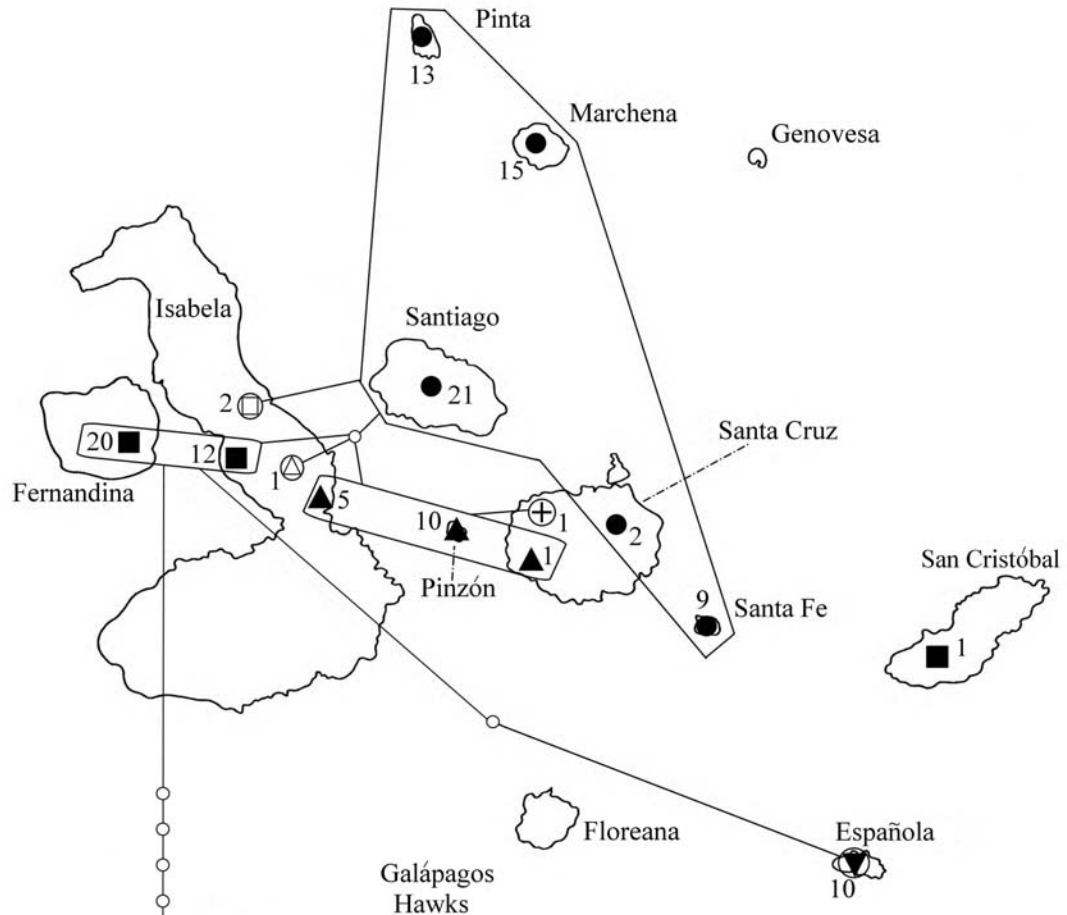 Pinta
13
Marchena
15
Genovesa
Isabela
Santiago
21
2
Santa Cruz
20
12
1
Fernandina
5
10
1
2
Pinzón
1
San Cristóbal
9
Santa Fe
1
Floreana
Española
10
Galápagos
Hawks